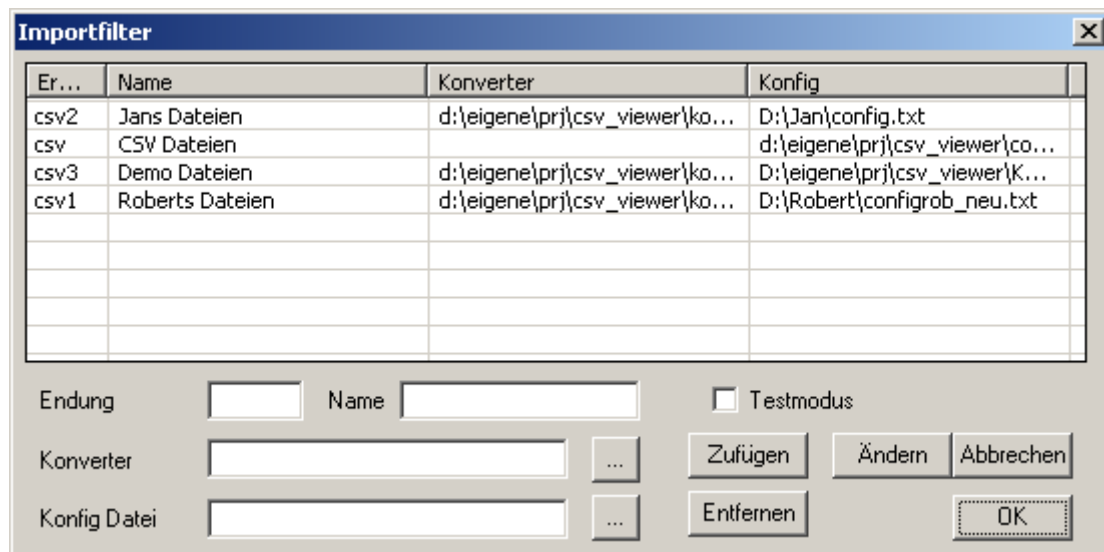 Importfilter
Er... Name Konverter Konfig
csv2 Jans Dateien d:\eigene\prj\csv_viewer\ko... D:\Jan\config.txt
csv CSV Dateien d:\eigene\prj\csv_viewer\co...
csv3 Demo Dateien d:\eigene\prj\csv_viewer\ko... D:\eigene\prj\csv_viewer\K...
csv1 Roberts Dateien d:\eigene\prj\csv_viewer\ko... D:\Robert\configrob_neu.txt
Endung Name Testmodus
Konverter ... Zufügen Ändern Abbrechen
Konfig Datei ... Entfernen OK